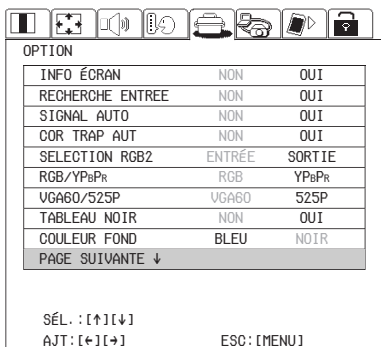 OPTION
INFO ÉCRAN NON OUI
RECHERCHE ENTREE NON OUI
SIGNAL AUTO NON OUI
COR TRAP AUT NON OUI
SELECTION RGB2 ENTRÉE SORTIE
RGB/YPBPR RGB YPBPR
VGA60/525P VGA60 525P
TABLEAU NOIR NON OUI
COULEUR FOND BLEU NOIR
PAGE SUIVANTE ↓
SÉL.:[↑][↓]
AJT:[←][→] ESC:[MENU]